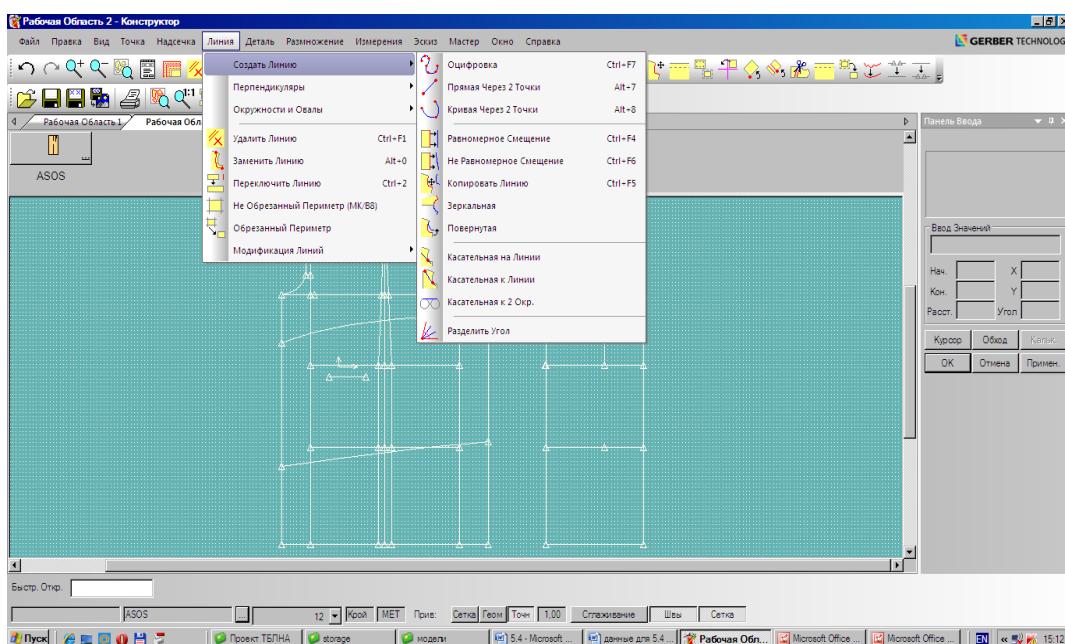 Рабочая Область 2 - Конструктор
Файл Правка Вид Точка Надсечка Линия Деталь Размножение Измерения Эскиз Мастер Окно Справка
GERBER TECHNOLOG
Создать Линию
Перпендикуляры
Окружности и Овалы
Удалить Линию Ctrl+F1
Заменить Линию Alt+0
Переключить Линию Ctrl+2
Не Обрезанный Периметр (МК/В8)
Обрезанный Периметр
Модификация Линий
Оцифровка Ctrl+F7
Прямая Через 2 Точки Alt+7
Кривая Через 2 Точки Alt+8
Равномерное Смещение Ctrl+F4
Не Равномерное Смещение Ctrl+F6
Копировать Линию Ctrl+F5
Зеркальная
Повернутая
Касательная на Линии
Касательная к Линии
Касательная к 2 Окр.
Разделить Угол
1:1
Рабочая Область 1 Рабочая Обл
ASOS
Панель Ввода
Ввод Значений
Нач. X
Кон. Y
Расст. Угол
Курсор Обход Кальк.
OK Отмена Примен.
Быстр. Откр.
ASOS ... 12 Крой МЕТ Прив: Сетка Геом Точн 1,00 Сглаживание Швы Сетка
Пуск Проект ТЕПНА storage модели 5.4 - Microsoft ... данные для 5.4 ... Рабочая Обл... Microsoft Office ... Microsoft Office ... EN 15:12